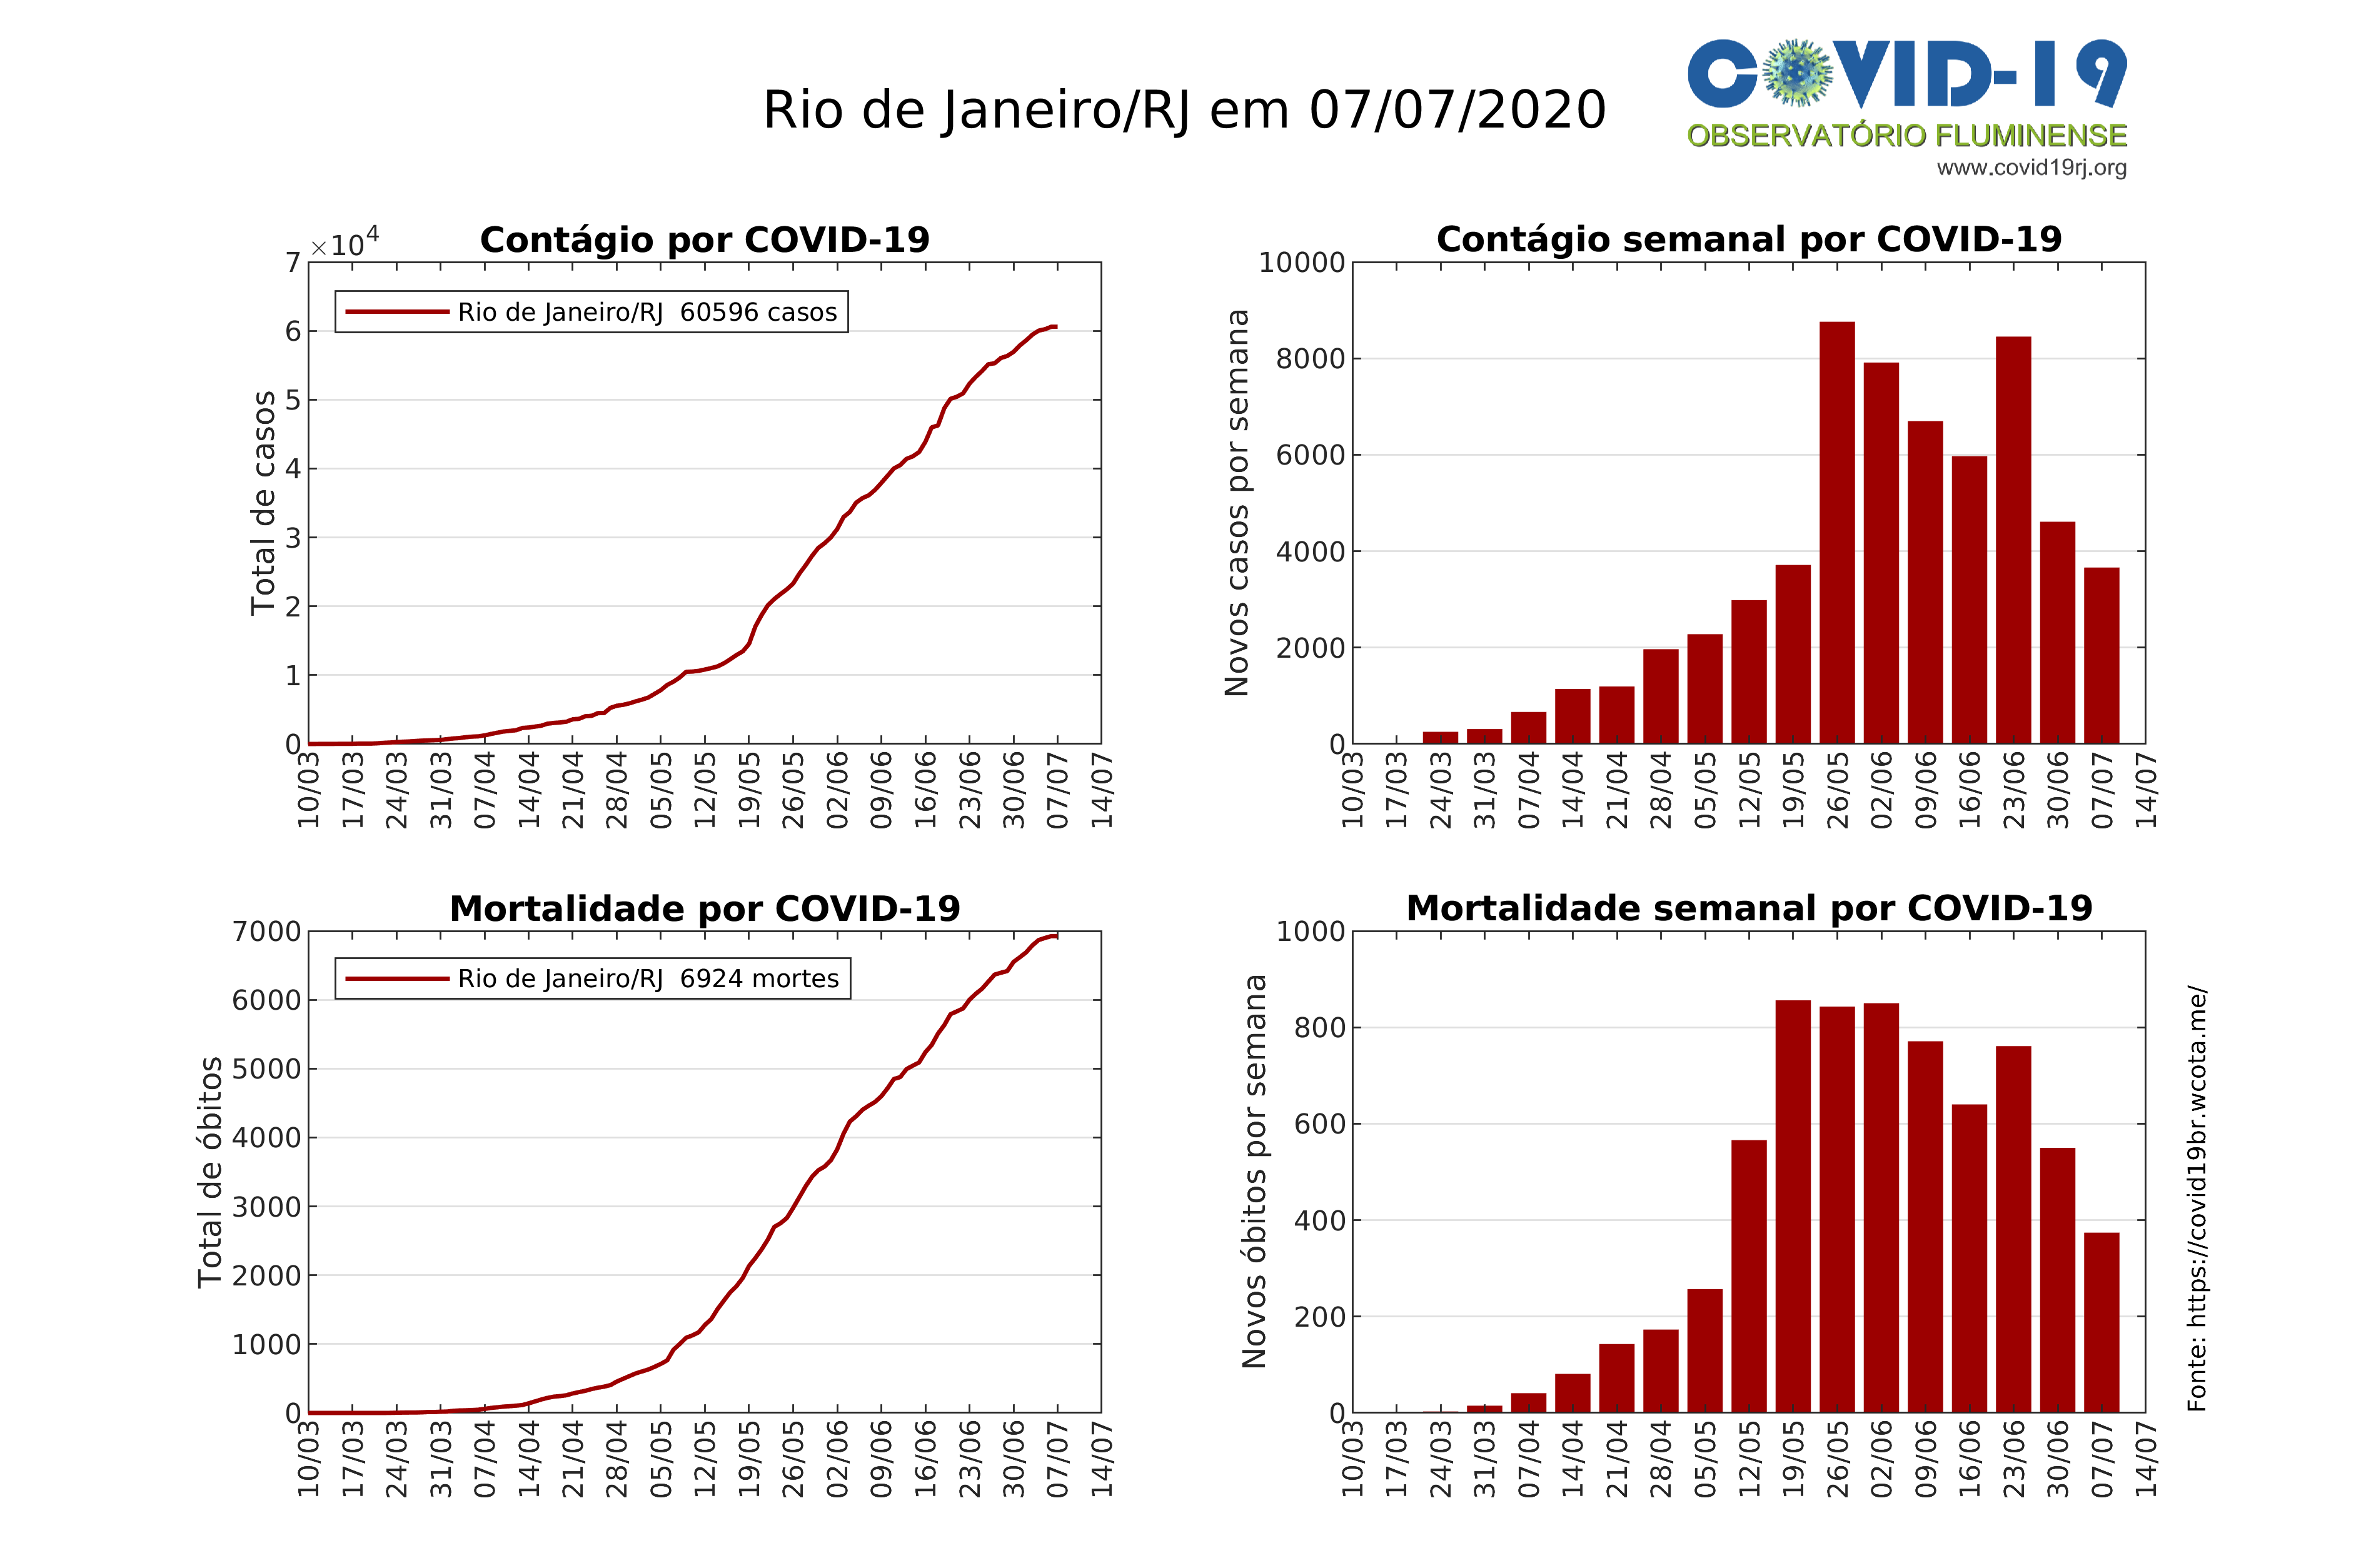 COVID-19
OBSERVATÓRIO FLUMINENSE
www.covid19rj.org
Rio de Janeiro/RJ em 07/07/2020
Contágio por COVID-19
×10⁴
Rio de Janeiro/RJ 60596 casos
Total de casos
7
6
5
4
3
2
1
0
10/03 17/03 24/03 31/03 07/04 14/04 21/04 28/04 05/05 12/05 19/05 26/05 02/06 09/06 16/06 23/06 30/06 07/07 14/07
Contágio semanal por COVID-19
Novos casos por semana
10000
8000
6000
4000
2000
0
10/03 17/03 24/03 31/03 07/04 14/04 21/04 28/04 05/05 12/05 19/05 26/05 02/06 09/06 16/06 23/06 30/06 07/07 14/07
Mortalidade por COVID-19
Rio de Janeiro/RJ 6924 mortes
Total de óbitos
7000
6000
5000
4000
3000
2000
1000
0
10/03 17/03 24/03 31/03 07/04 14/04 21/04 28/04 05/05 12/05 19/05 26/05 02/06 09/06 16/06 23/06 30/06 07/07 14/07
Mortalidade semanal por COVID-19
Novos óbitos por semana
1000
800
600
400
200
0
10/03 17/03 24/03 31/03 07/04 14/04 21/04 28/04 05/05 12/05 19/05 26/05 02/06 09/06 16/06 23/06 30/06 07/07 14/07
Fonte: https://covid19br.wcota.me/